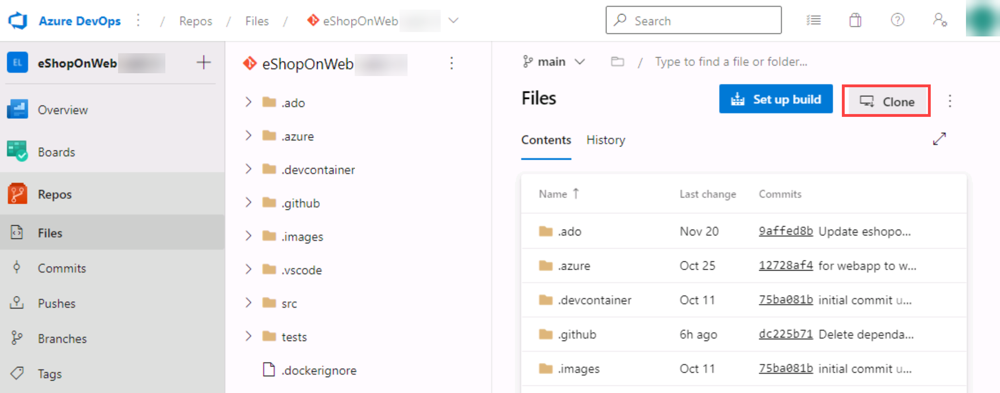 Azure DevOps / Repos / Files / eShopOnWeb
Search
EL eShopOnWeb
Overview
Boards
Repos
Files
Commits
Pushes
Branches
Tags
eShopOnWeb
.ado
.azure
.devcontainer
.github
.images
.vscode
src
tests
.dockerignore
main / Type to find a file or folder...
Files
Set up build
Clone
Contents History
Name Last change Commits
.ado Nov 20 9affed8b Update eshopo...
.azure Oct 25 12728af4 for webapp to w...
.devcontainer Oct 11 75ba081b initial commit u...
.github 6h ago dc225b71 Delete dependa...
.images Oct 11 75ba081b initial commit u...